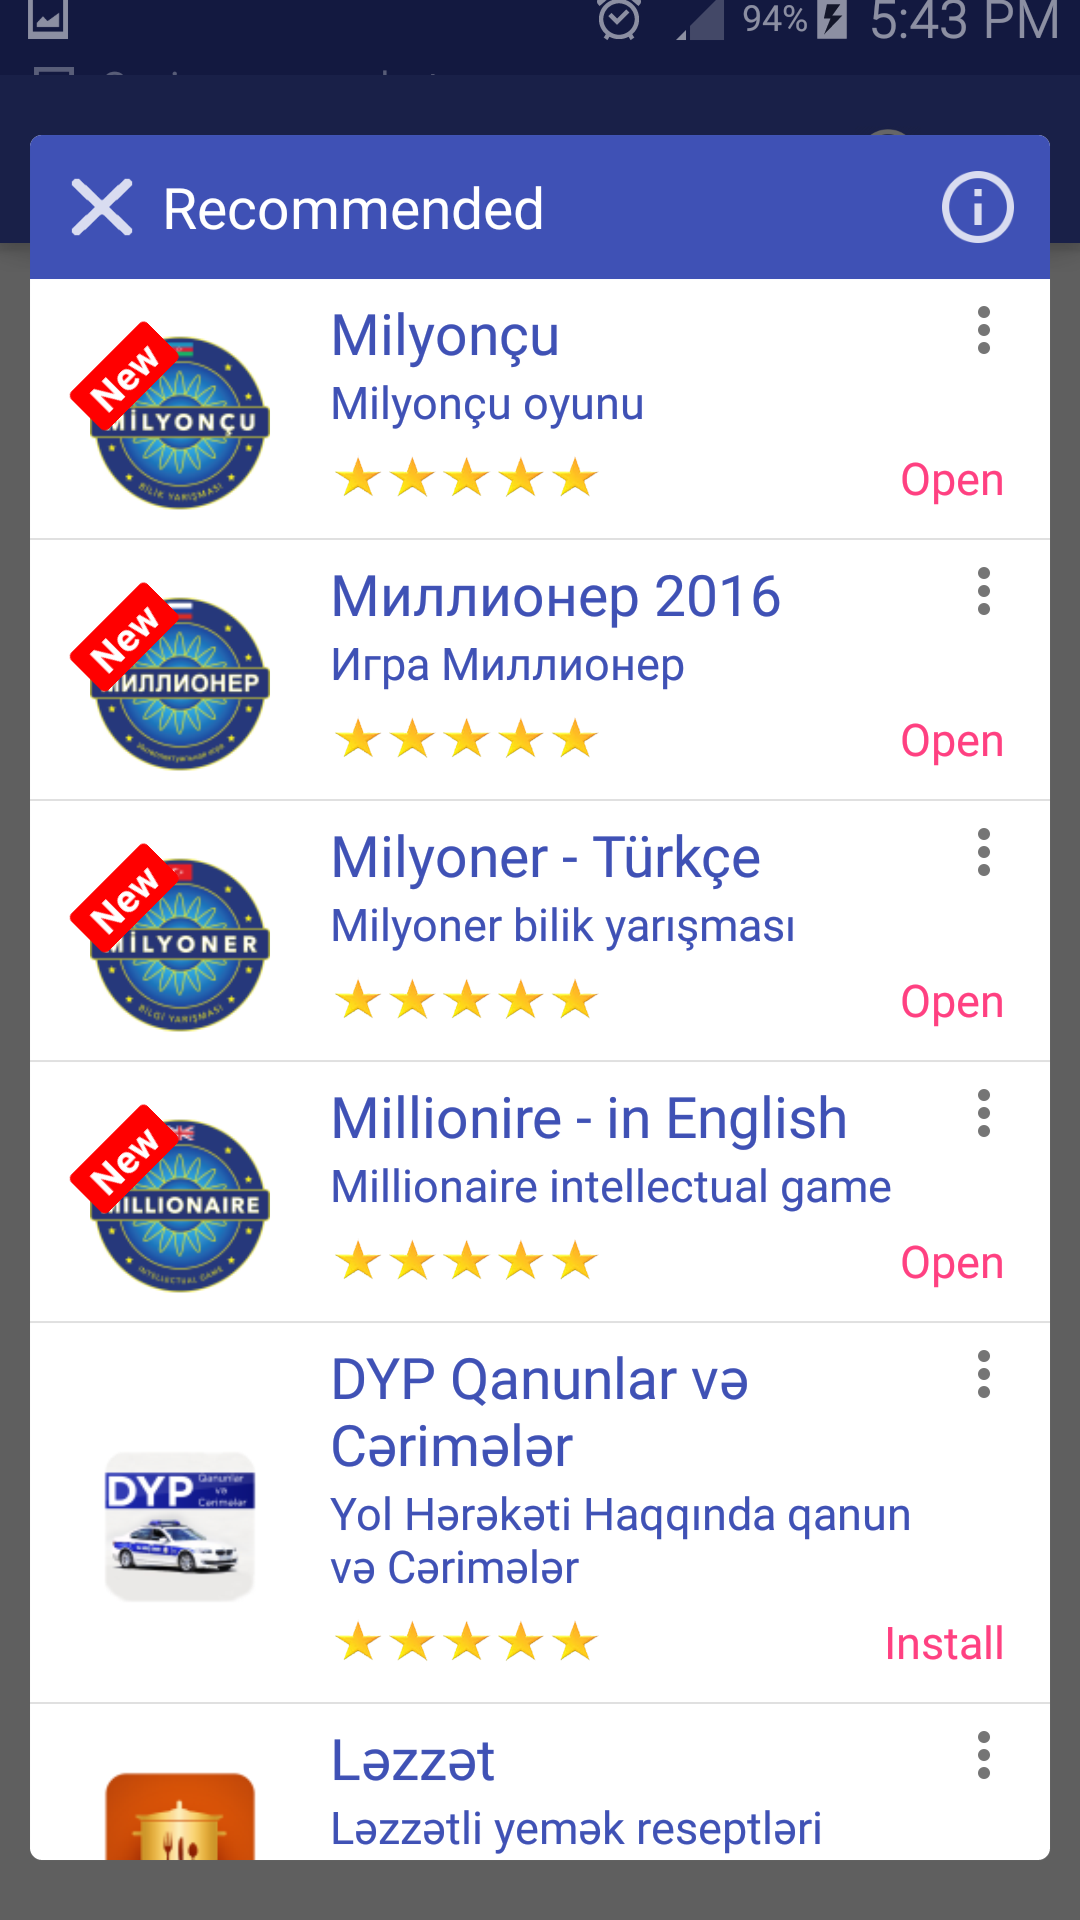 94% 5:43 PM
Recommended
New
MİLYONÇU
BİLİK YARIŞMASI
Milyonçu
Milyonçu oyunu
Open
New
МИЛЛИОНЕР
Миллионер 2016
Игра Миллионер
Open
New
MİLYONER
BİLGİ YARIŞMASI
Milyoner - Türkçe
Milyoner bilik yarışması
Open
New
MILLIONAIRE
INTELLECTUAL GAME
Millionire - in English
Millionaire intellectual game
Open
DYP
Qanunlar
və
Cərimələr
DYP Qanunlar və
Cərimələr
Yol Hərəkəti Haqqında qanun
və Cərimələr
Install
Ləzzət
Ləzzətli yemək reseptləri